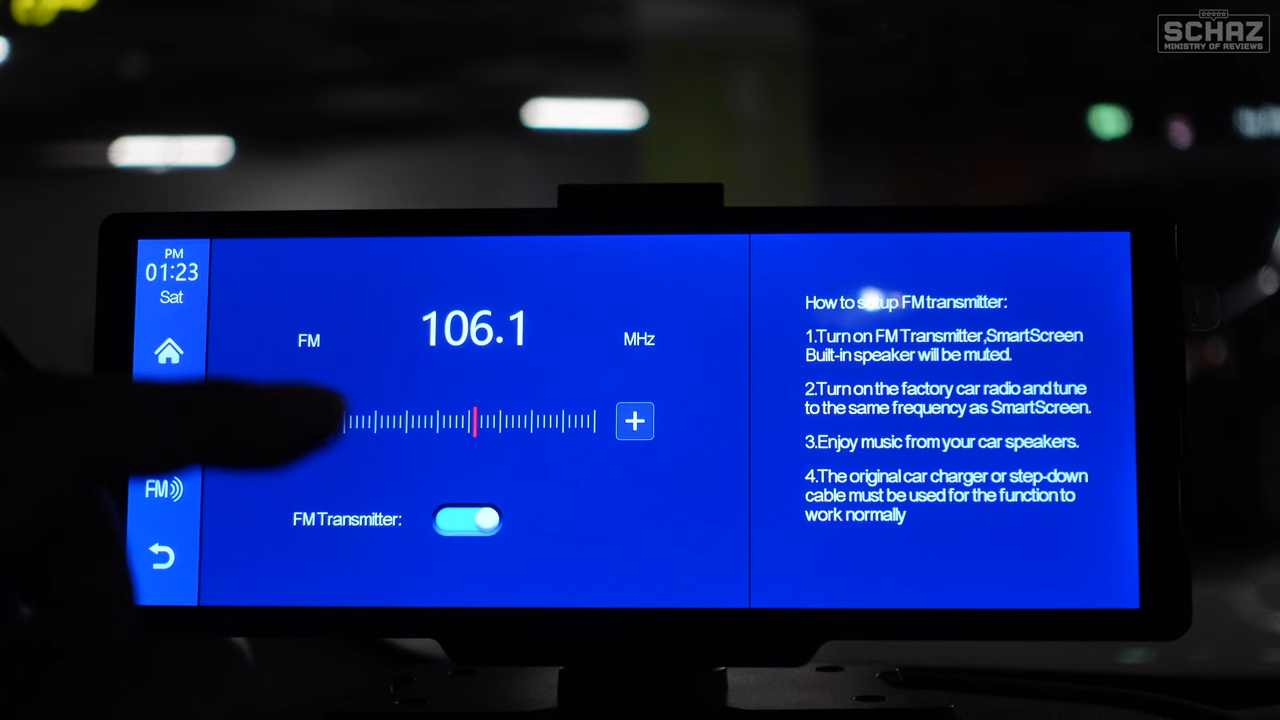 SCHAZ
MINISTRY OF REVIEWS
PM
01:23
Sat
FM
106.1
MHz
+
FM Transmitter:
FM
How to setup FM transmitter:
1.Turn on FM Transmitter,SmartScreen
Built-in speaker will be muted.
2.Turn on the factory car radio and tune
to the same frequency as SmartScreen.
3.Enjoy music from your car speakers.
4.The original car charger or step-down
cable must be used for the function to
work normally